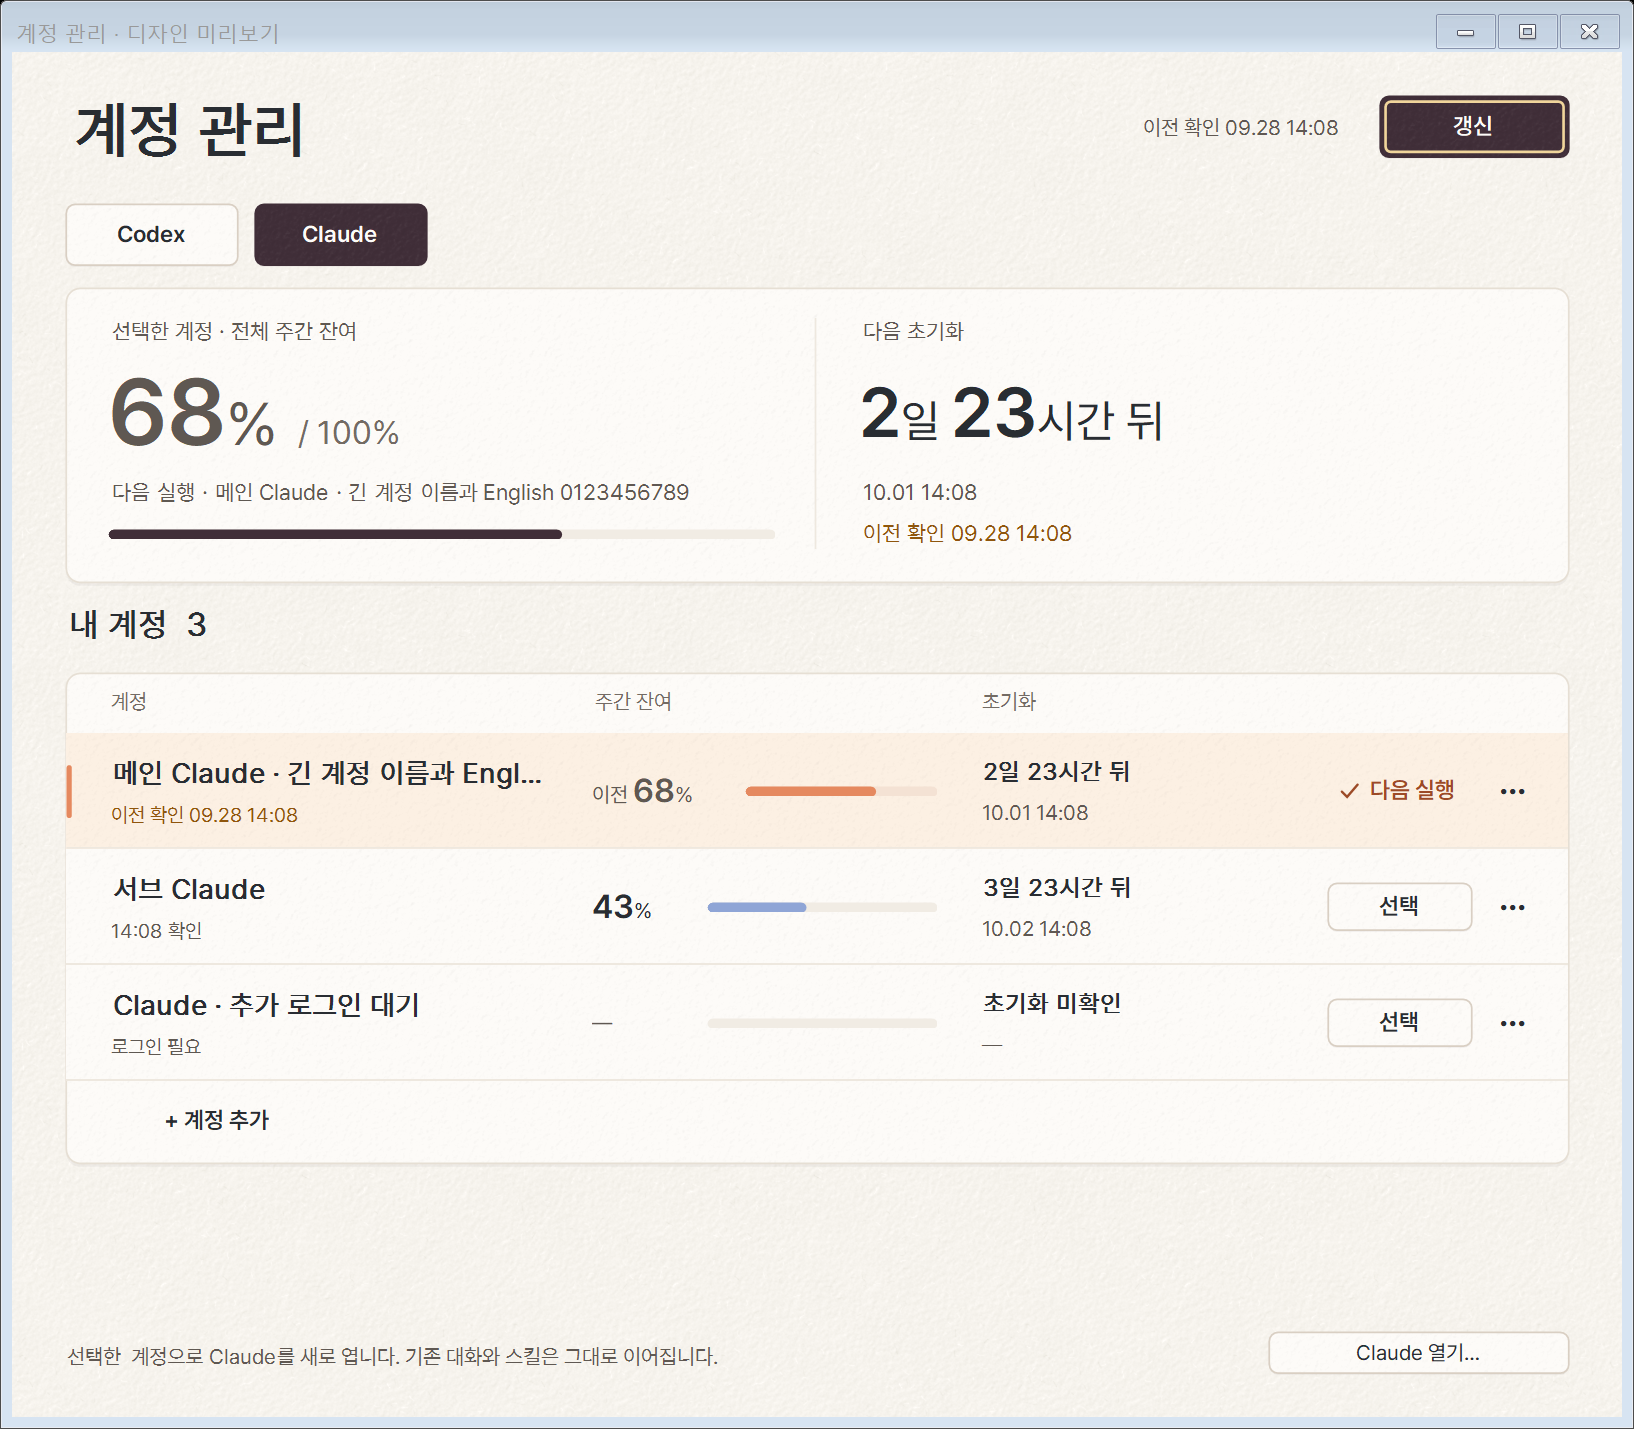 계정 관리 · 디자인 미리보기
계정 관리
이전 확인 09.28 14:08
갱신
Codex
Claude
선택한 계정 · 전체 주간 잔여
68% / 100%
다음 실행 · 메인 Claude · 긴 계정 이름과 English 0123456789
다음 초기화
2일 23시간 뒤
10.01 14:08
이전 확인 09.28 14:08
내 계정 3
계정 주간 잔여 초기화
메인 Claude · 긴 계정 이름과 Engl...
이전 확인 09.28 14:08
이전 68%
2일 23시간 뒤
10.01 14:08
다음 실행
서브 Claude
14:08 확인
43%
3일 23시간 뒤
10.02 14:08
선택
Claude · 추가 로그인 대기
로그인 필요
—
초기화 미확인
—
선택
+ 계정 추가
선택한 계정으로 Claude를 새로 엽니다. 기존 대화와 스킬은 그대로 이어집니다.
Claude 열기...